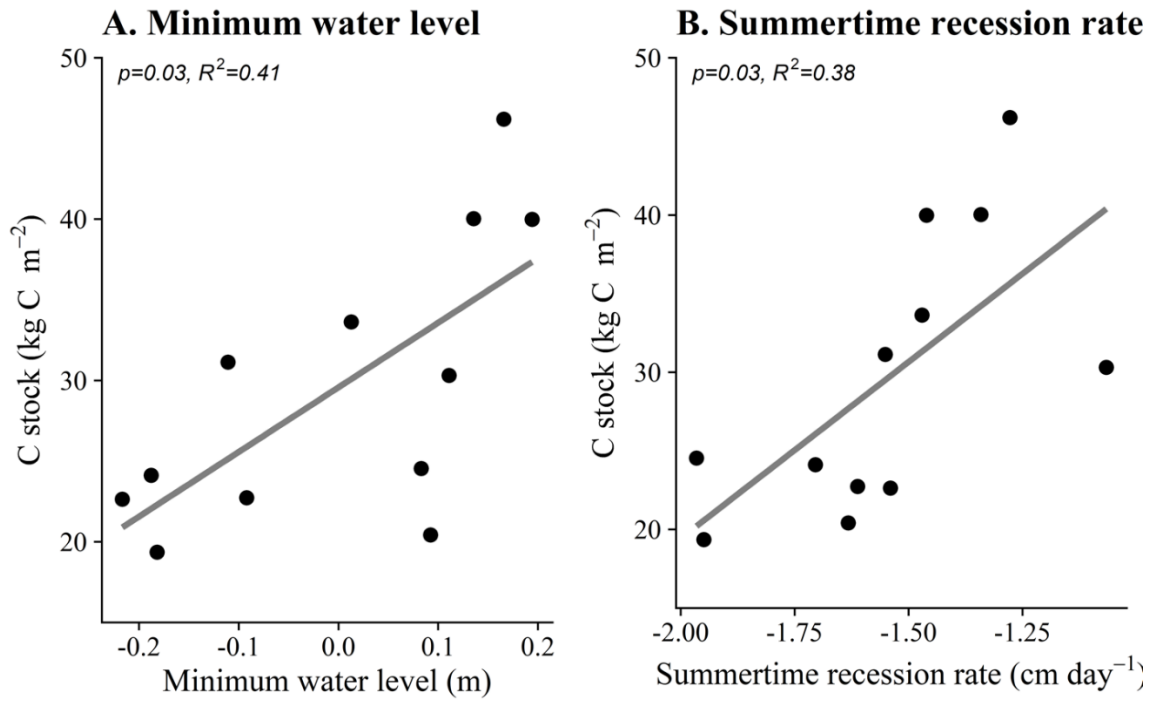 A. Minimum water level
p=0.03, R²=0.41
50
40
30
20
C stock (kg C m⁻²)
-0.2 -0.1 0.0 0.1 0.2
Minimum water level (m)
B. Summertime recession rate
p=0.03, R²=0.38
50
40
30
20
C stock (kg C m⁻²)
-2.00 -1.75 -1.50 -1.25
Summertime recession rate (cm day⁻¹)